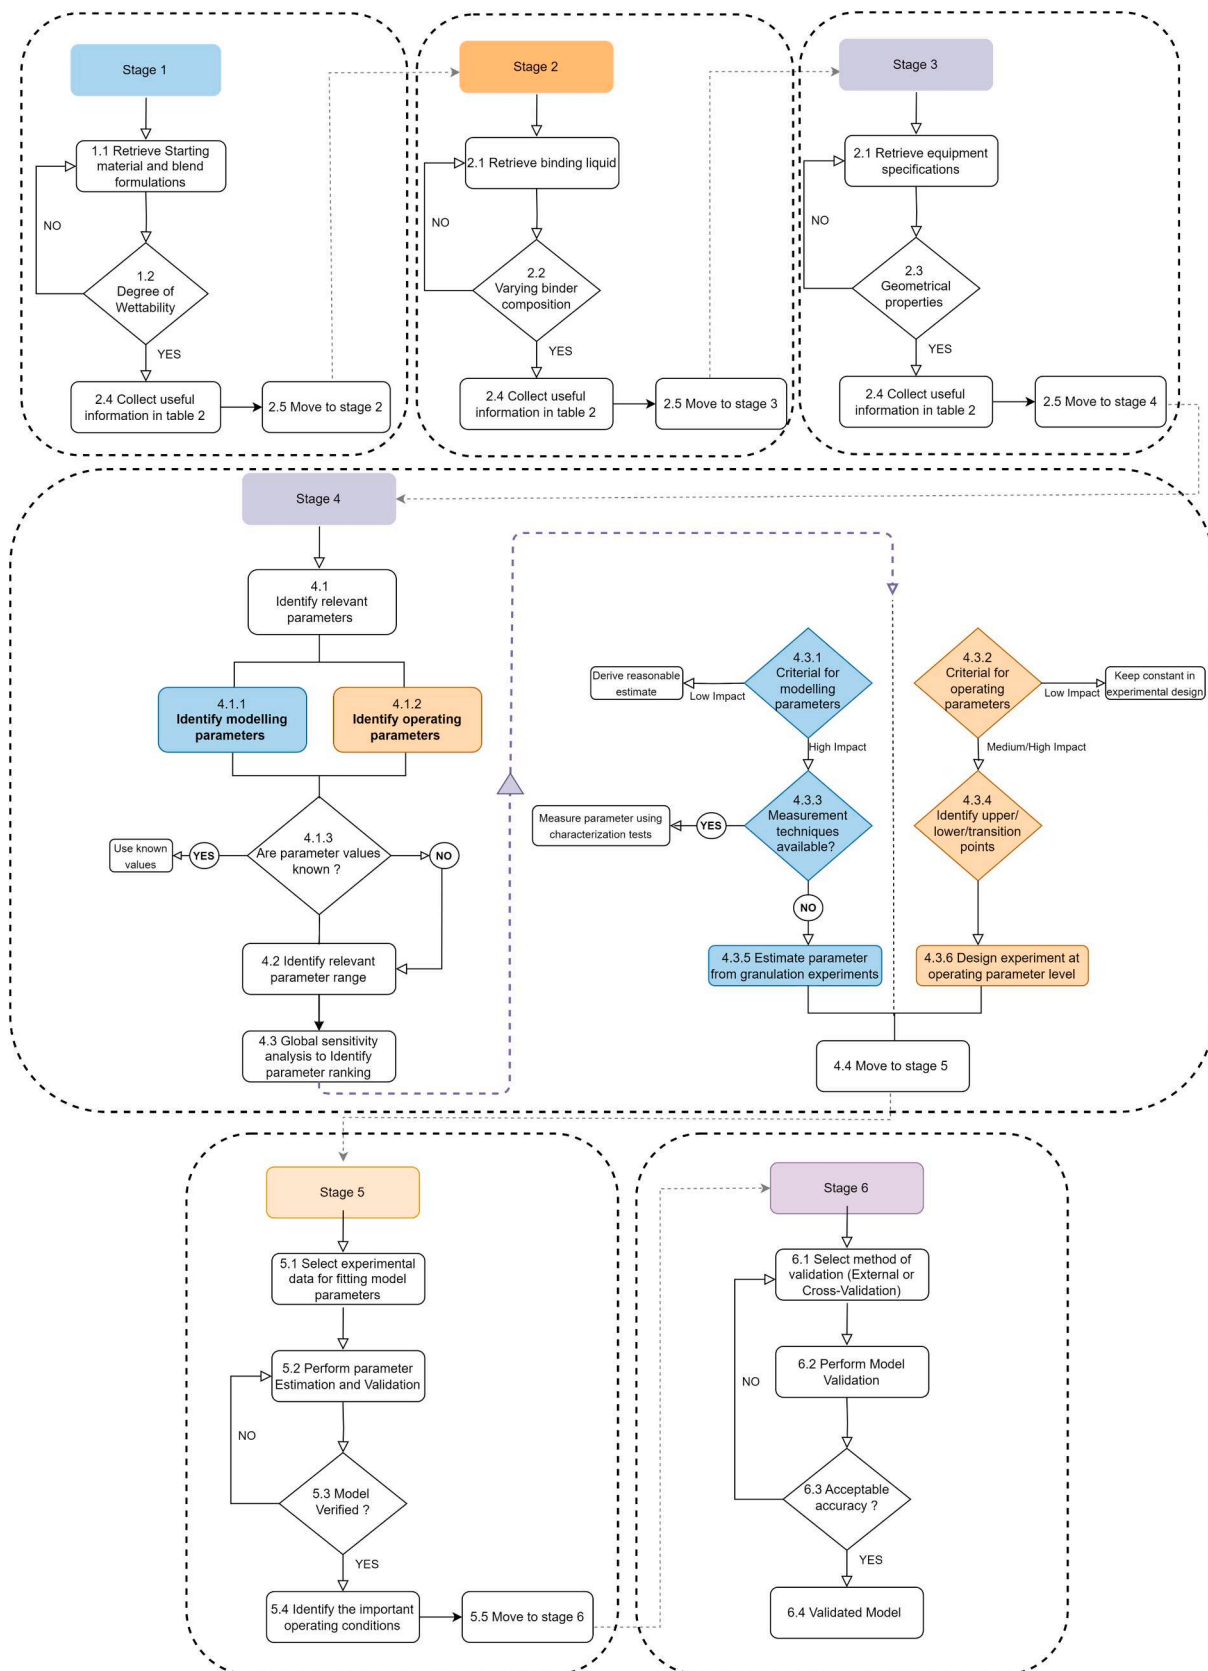 Stage 1
1.1 Retrieve Starting
material and blend
formulations
NO
1.2
Degree of
Wettability
YES
2.4 Collect useful
information in table 2
2.5 Move to stage 2
Stage 2
2.1 Retrieve binding liquid
NO
2.2
Varying binder
composition
YES
2.4 Collect useful
information in table 2
2.5 Move to stage 3
Stage 3
2.1 Retrieve equipment
specifications
NO
2.3
Geometrical
properties
YES
2.4 Collect useful
information in table 2
2.5 Move to stage 4
Stage 4
4.1
Identify relevant
parameters
4.1.1
Identify modelling
parameters
4.1.2
Identify operating
parameters
4.1.3
Are parameter values
known ?
YES
Use known
values
NO
4.2 Identify relevant
parameter range
4.3 Global sensitivity
analysis to Identify
parameter ranking
4.3.1
Criterial for
modelling
parameters
Low Impact
Derive reasonable
estimate
High Impact
4.3.3
Measurement
techniques
available?
YES
Measure parameter using
characterization tests
NO
4.3.5 Estimate parameter
from granulation experiments
4.3.2
Criterial for
operating
parameters
Low Impact
Keep constant in
experimental design
Medium/High Impact
4.3.4
Identify upper/
lower/transition
points
4.3.6 Design experiment at
operating parameter level
4.4 Move to stage 5
Stage 5
5.1 Select experimental
data for fitting model
parameters
5.2 Perform parameter
Estimation and Validation
NO
5.3 Model
Verified ?
YES
5.4 Identify the important
operating conditions
5.5 Move to stage 6
Stage 6
6.1 Select method of
validation (External or
Cross-Validation)
6.2 Perform Model
Validation
NO
6.3 Acceptable
accuracy ?
YES
6.4 Validated Model